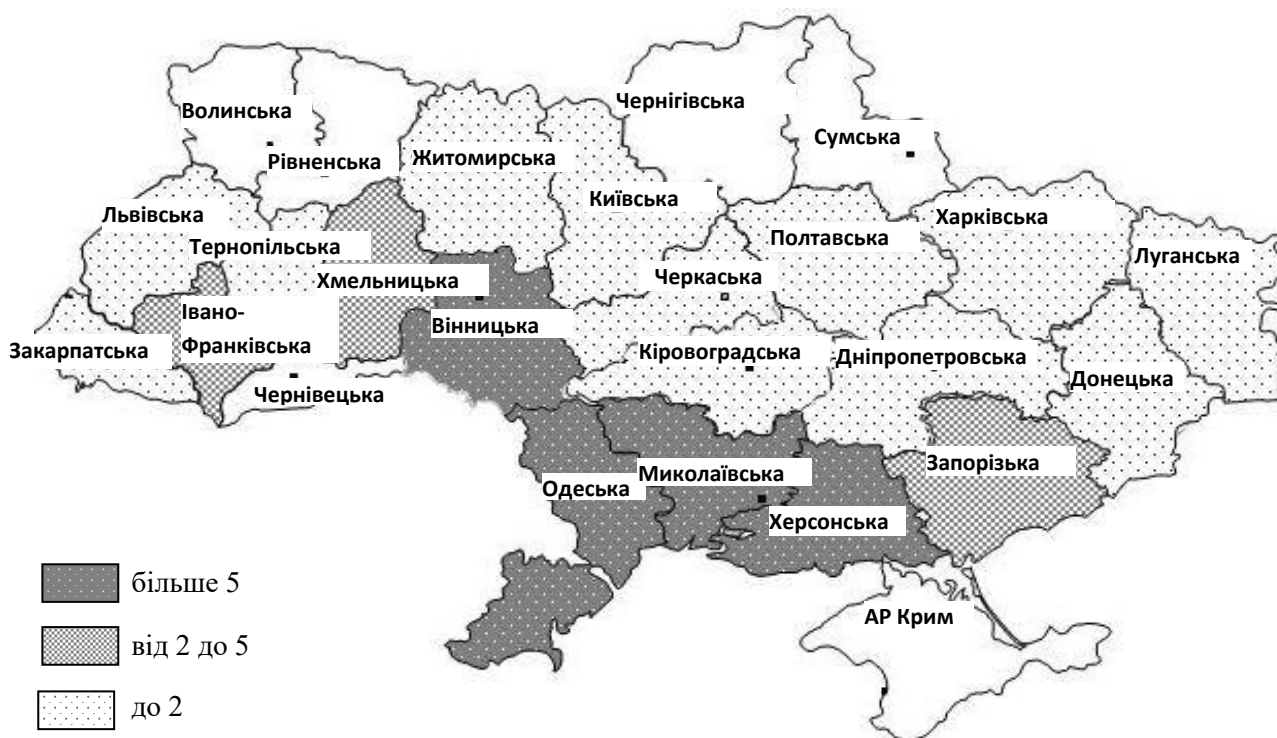 Волинська
Рівненська
Житомирська
Чернігівська
Сумська
Київська
Львівська
Тернопільська
Хмельницька
Полтавська
Харківська
Луганська
Черкаська
Івано-
Франківська
Закарпатська
Чернівецька
Вінницька
Кіровоградська
Дніпропетровська
Донецька
Одеська
Миколаївська
Запорізька
Херсонська
АР Крим
більше 5
від 2 до 5
до 2